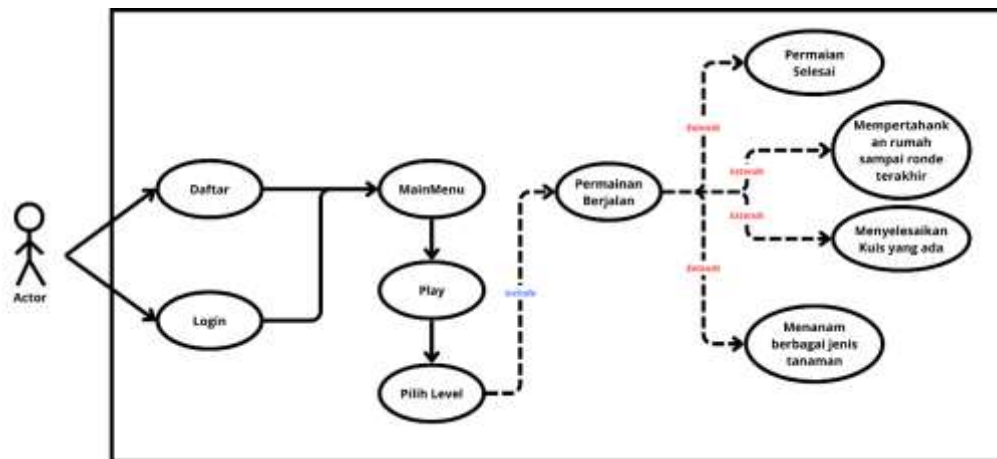 Permaian
Selesai
Extends
Mempertahank
an rumah
sampai ronde
terakhir
Daftar
MainMenu
Permainan
Berjalan
Extends
Extends
Menyelesaikan
Kuis yang ada
Actor
Login
Play
Include
Extends
Menanam
berbagai jenis
tanaman
Pilih Level